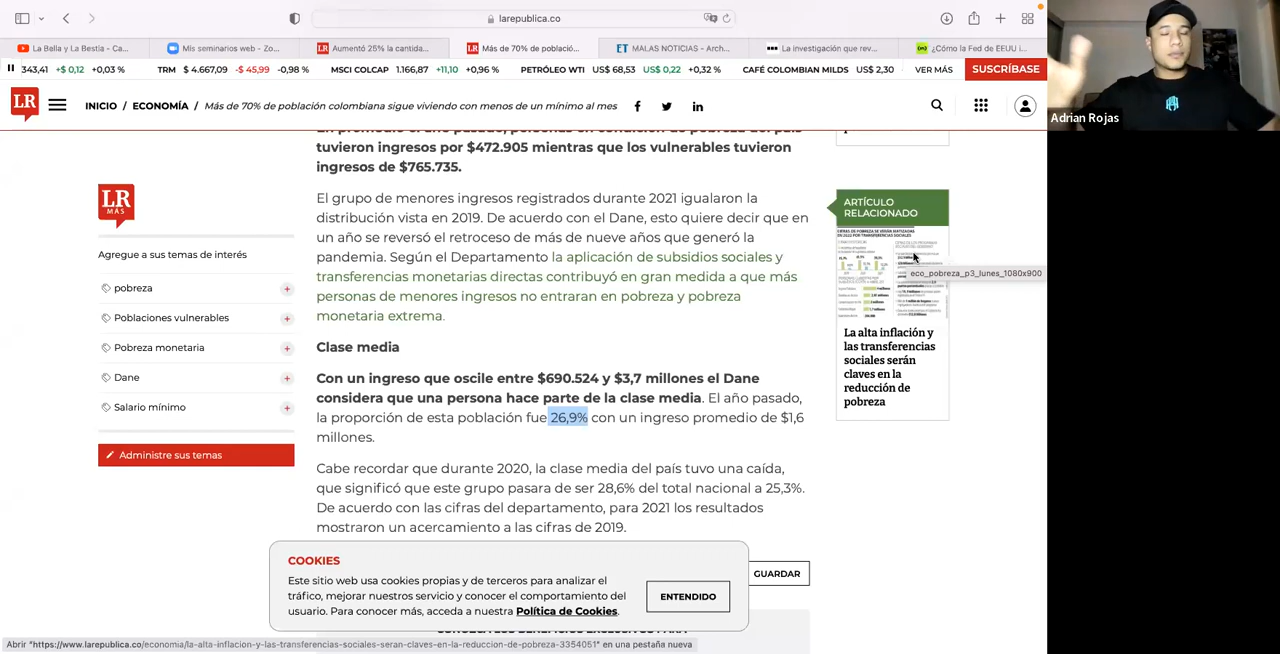 larepublica.co
La Bella y La Bestia - Ca...
Mis seminarios web - Zo...
Aumentó 25% la cantida...
Más de 70% de població...
MALAS NOTICIAS - Arch...
La investigación que rev...
¿Cómo la Fed de EEUU i...
343,41 +$ 0,12 +0,03 % TRM $ 4.667,09 -$ 45,99 -0,98 % MSCI COLCAP 1.166,87 +11,10 +0,96 % PETRÓLEO WTI US$ 68,53 US$ 0,22 +0,32 % CAFÉ COLOMBIAN MILDS US$ 2,30 VER MÁS SUSCRÍBASE
LR INICIO / ECONOMÍA / Más de 70% de población colombiana sigue viviendo con menos de un mínimo al mes
Adrian Rojas
En promedio el año pasado, personas en condición de pobreza del país
tuvieron ingresos por $472.905 mientras que los vulnerables tuvieron
ingresos de $765.735.
LR
MÁS
Agregue a sus temas de interés
pobreza +
Poblaciones vulnerables +
Pobreza monetaria +
Dane +
Salario mínimo +
Administre sus temas
El grupo de menores ingresos registrados durante 2021 igualaron la
distribución vista en 2019. De acuerdo con el Dane, esto quiere decir que en
un año se reversó el retroceso de más de nueve años que generó la
pandemia. Según el Departamento la aplicación de subsidios sociales y
transferencias monetarias directas contribuyó en gran medida a que más
personas de menores ingresos no entraran en pobreza y pobreza
monetaria extrema.
Clase media
Con un ingreso que oscile entre $690.524 y $3,7 millones el Dane
considera que una persona hace parte de la clase media. El año pasado,
la proporción de esta población fue 26,9% con un ingreso promedio de $1,6
millones.
Cabe recordar que durante 2020, la clase media del país tuvo una caída,
que significó que este grupo pasara de ser 28,6% del total nacional a 25,3%.
De acuerdo con las cifras del departamento, para 2021 los resultados
mostraron un acercamiento a las cifras de 2019.
ARTÍCULO
RELACIONADO
eco_pobreza_p3_lunes_1080x900
La alta inflación y
las transferencias
sociales serán
claves en la
reducción de
pobreza
GUARDAR
COOKIES
Este sitio web usa cookies propias y de terceros para analizar el
tráfico, mejorar nuestros servicio y conocer el comportamiento del
usuario. Para conocer más, acceda a nuestra Política de Cookies.
ENTENDIDO
Abrir "https://www.larepublica.co/economia/la-alta-inflacion-y-las-transferencias-sociales-seran-claves-en-la-reduccion-de-pobreza-3354051" en una pestaña nueva